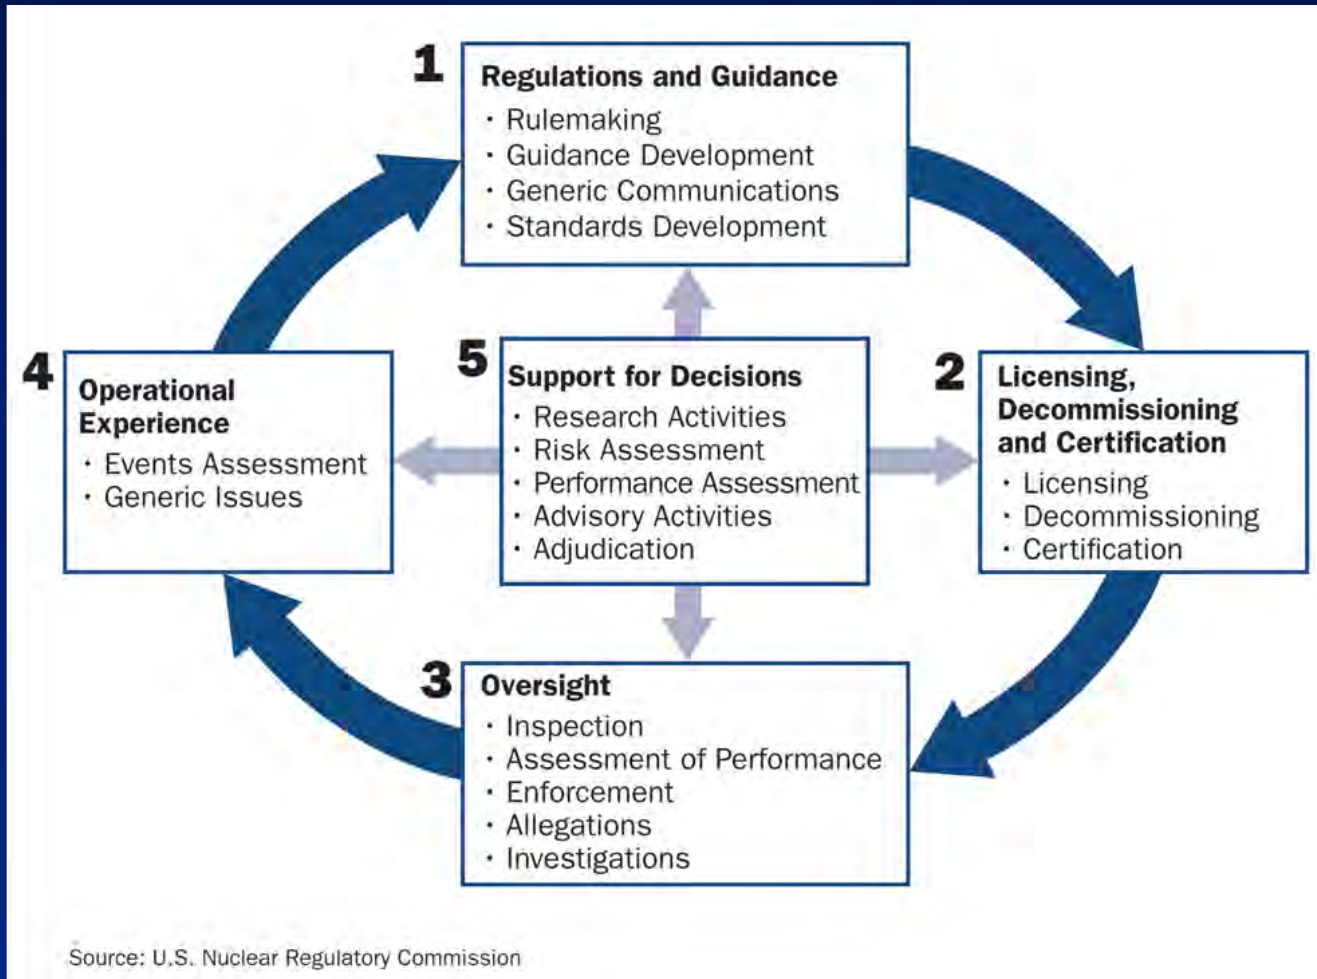 1
Regulations and Guidance
· Rulemaking
· Guidance Development
· Generic Communications
· Standards Development
4
Operational
Experience
· Events Assessment
· Generic Issues
5
Support for Decisions
· Research Activities
· Risk Assessment
· Performance Assessment
· Advisory Activities
· Adjudication
2
Licensing,
Decommissioning
and Certification
· Licensing
· Decommissioning
· Certification
3
Oversight
· Inspection
· Assessment of Performance
· Enforcement
· Allegations
· Investigations
Source: U.S. Nuclear Regulatory Commission